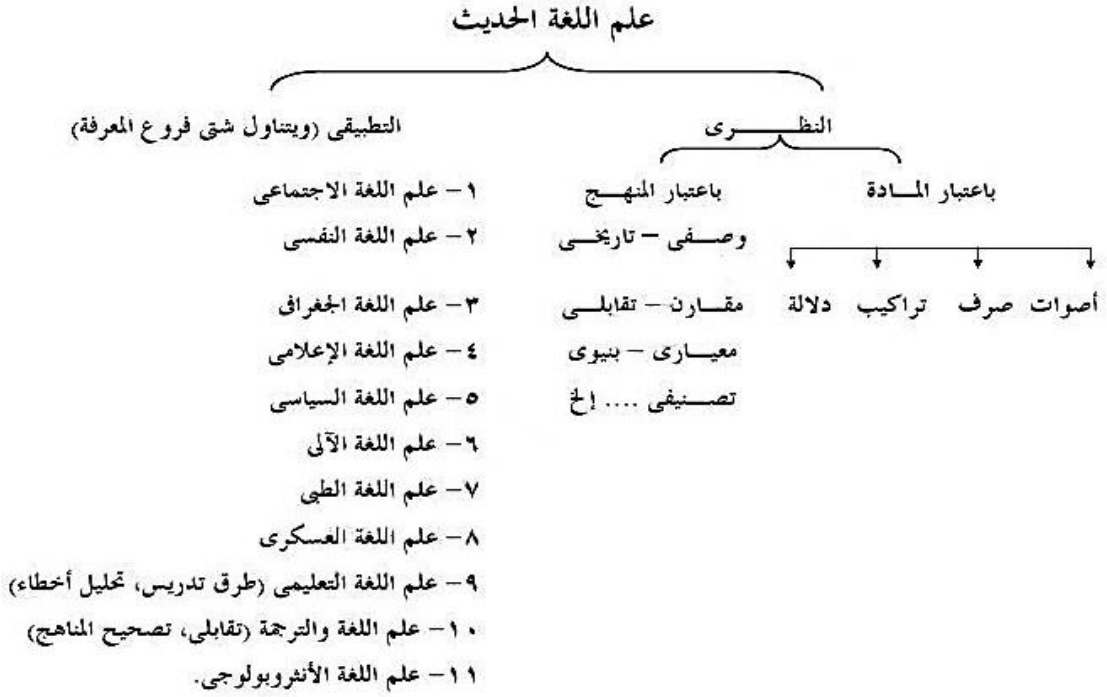 علم اللغة الحديث
النظـــــرى
التطبيقى (ويتناول شتى فروع المعرفة)
باعتبار المـــادة
باعتبار المنهـــج
أصوات صرف تراكيب دلالة
وصـــفى – تاريخـــى
مقـــارن – تقابلـــى
معيـــارى – بنيوى
تصـــنيفى .... إلخ
١– علم اللغة الاجتماعى
٢– علم اللغة النفسى
٣– علم اللغة الجغرافى
٤– علم اللغة الإعلامى
٥– علم اللغة السياسى
٦– علم اللغة الآلى
٧– علم اللغة الطبى
٨– علم اللغة العسكرى
٩– علم اللغة التعليمى (طرق تدريس، تحليل أخطاء)
١٠– علم اللغة والترجمة (تقابلى، تصحيح المناهج)
١١– علم اللغة الأنثروبولوجى.